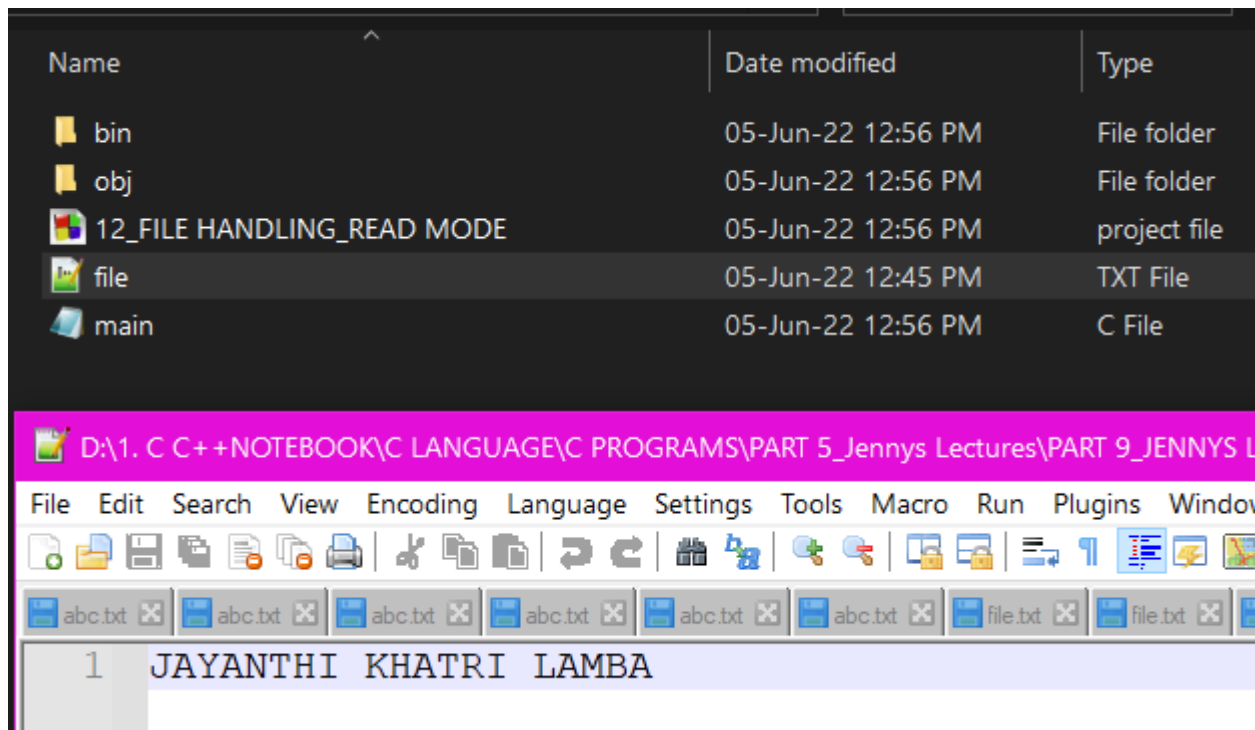 Name Date modified Type
bin 05-Jun-22 12:56 PM File folder
obj 05-Jun-22 12:56 PM File folder
12_FILE HANDLING_READ MODE 05-Jun-22 12:56 PM project file
file 05-Jun-22 12:45 PM TXT File
main 05-Jun-22 12:56 PM C File
D:\1. C C++NOTEBOOK\C LANGUAGE\C PROGRAMS\PART 5_Jennys Lectures\PART 9_JENNYS L
File Edit Search View Encoding Language Settings Tools Macro Run Plugins Window
abc.txt abc.txt abc.txt abc.txt abc.txt abc.txt file.txt file.txt
1 JAYANTHI KHATRI LAMBA